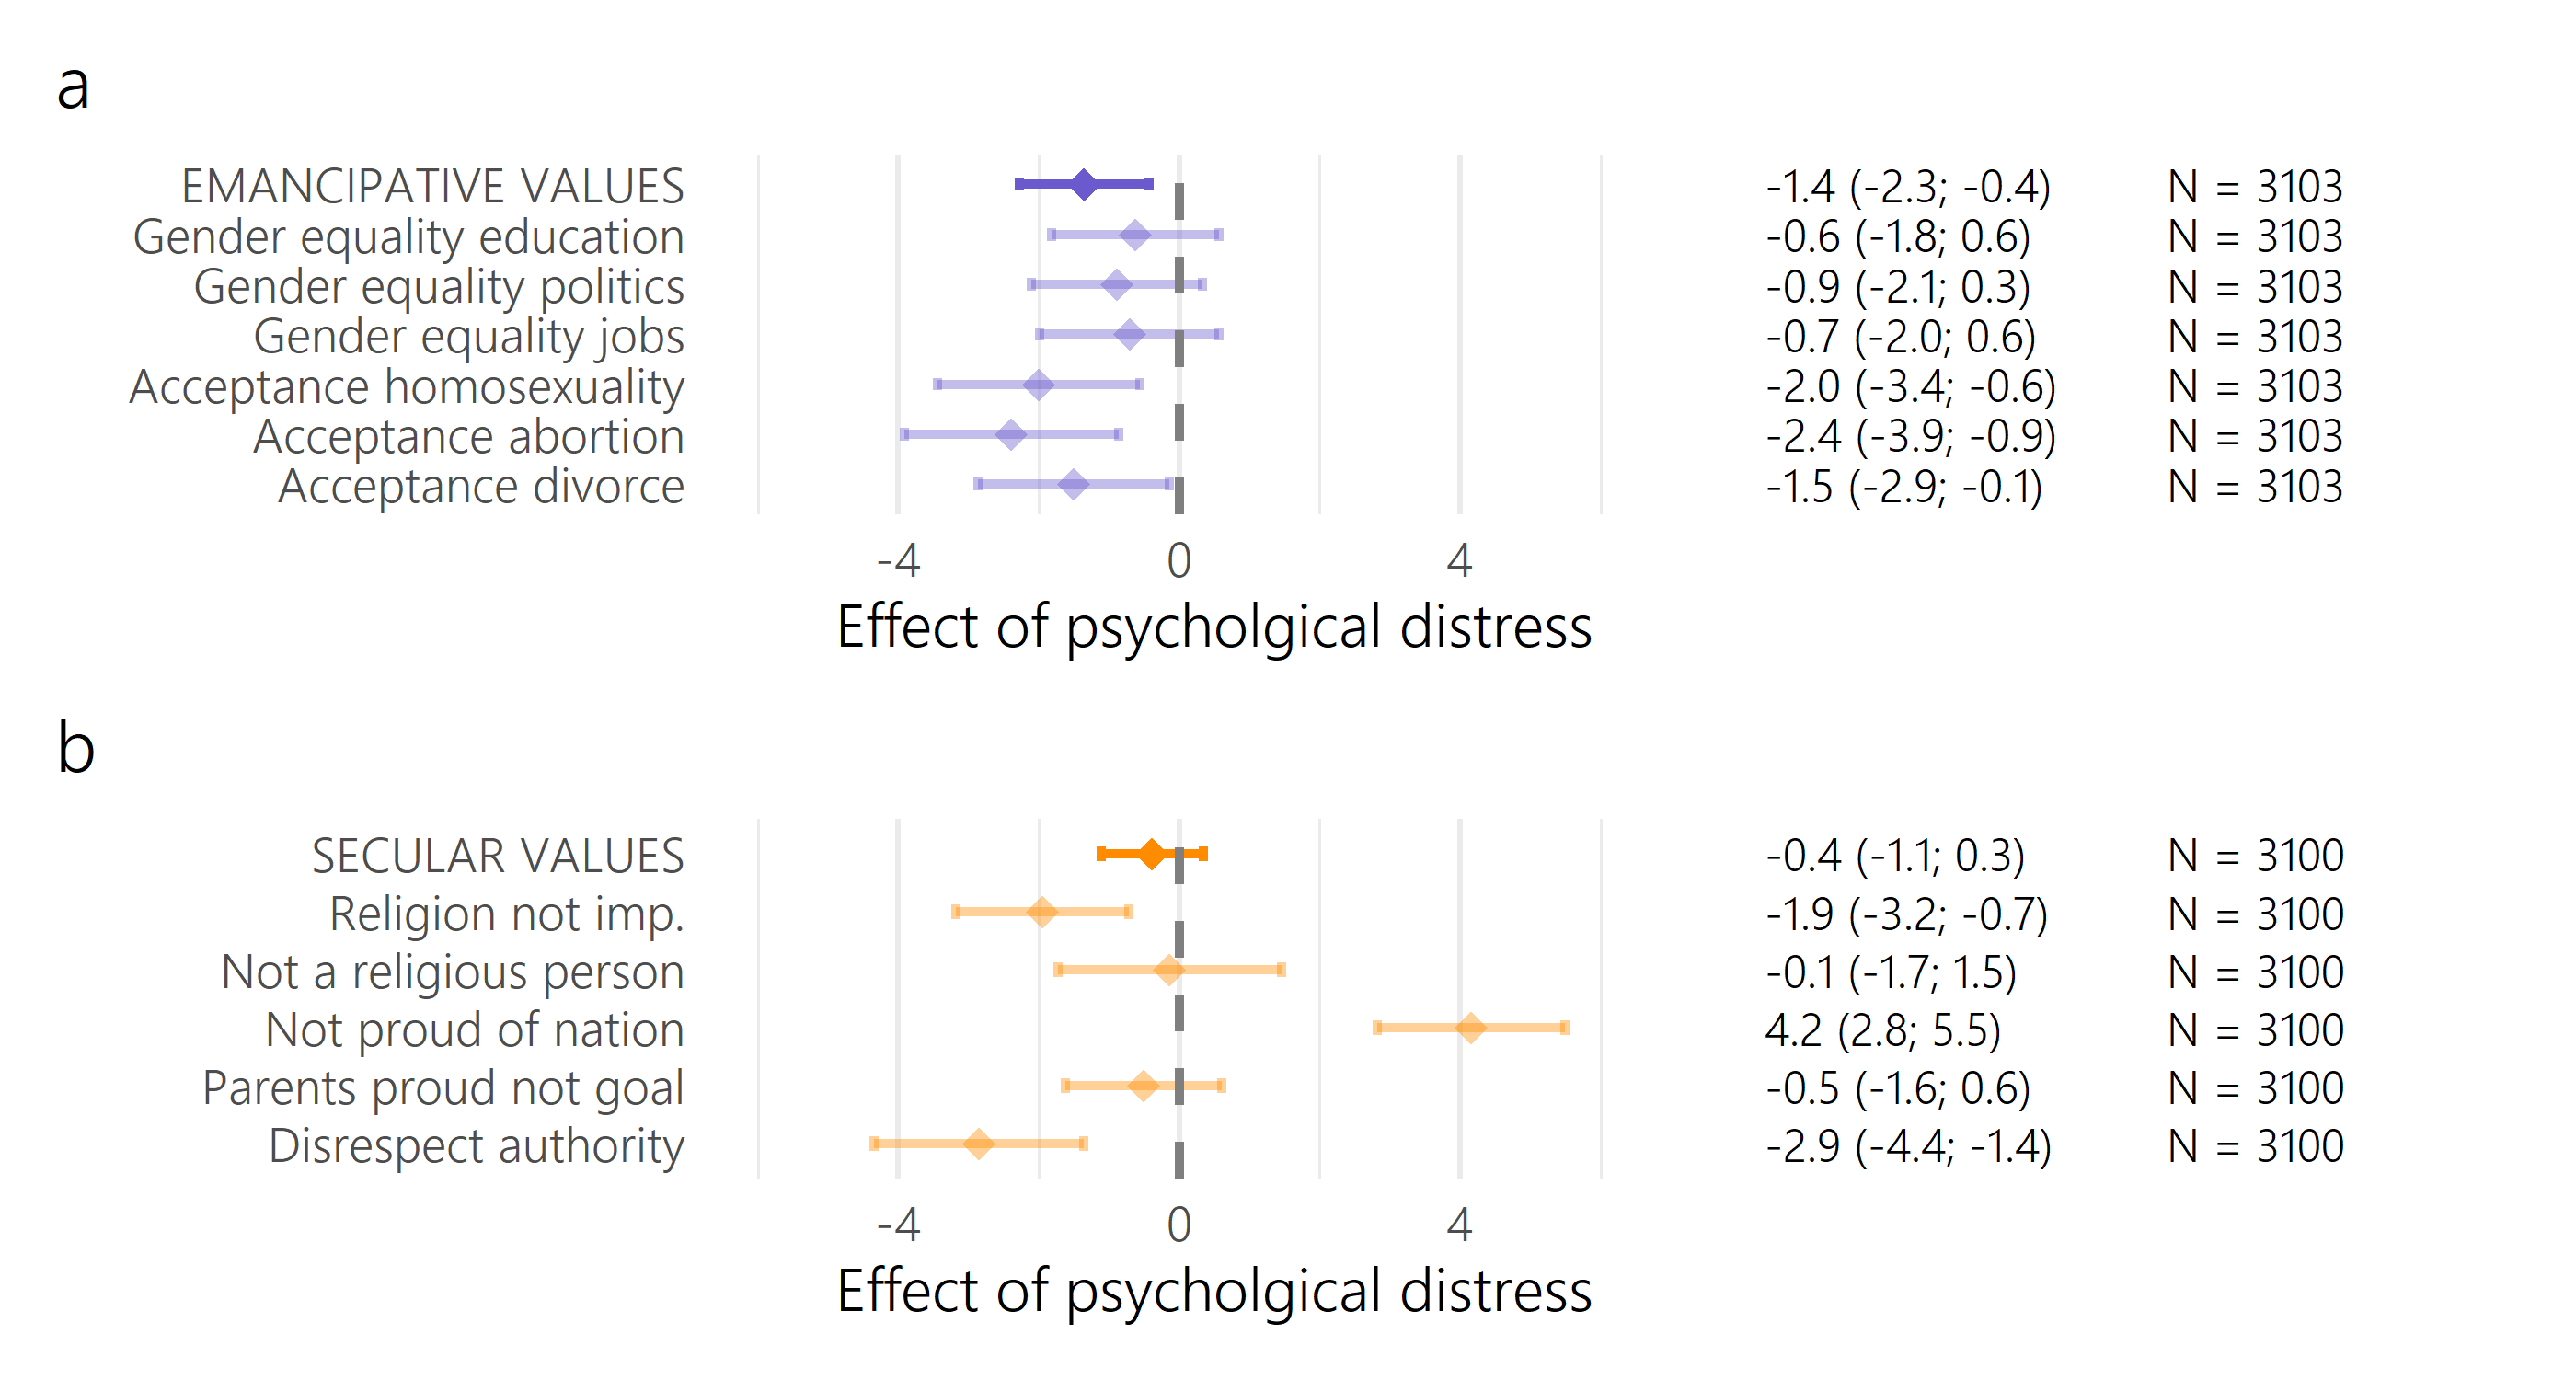 a
EMANCIPATIVE VALUES -1.4 (-2.3; -0.4) N = 3103
Gender equality education -0.6 (-1.8; 0.6) N = 3103
Gender equality politics -0.9 (-2.1; 0.3) N = 3103
Gender equality jobs -0.7 (-2.0; 0.6) N = 3103
Acceptance homosexuality -2.0 (-3.4; -0.6) N = 3103
Acceptance abortion -2.4 (-3.9; -0.9) N = 3103
Acceptance divorce -1.5 (-2.9; -0.1) N = 3103
-4 0 4
Effect of psycholgical distress
b
SECULAR VALUES -0.4 (-1.1; 0.3) N = 3100
Religion not imp. -1.9 (-3.2; -0.7) N = 3100
Not a religious person -0.1 (-1.7; 1.5) N = 3100
Not proud of nation 4.2 (2.8; 5.5) N = 3100
Parents proud not goal -0.5 (-1.6; 0.6) N = 3100
Disrespect authority -2.9 (-4.4; -1.4) N = 3100
-4 0 4
Effect of psycholgical distress